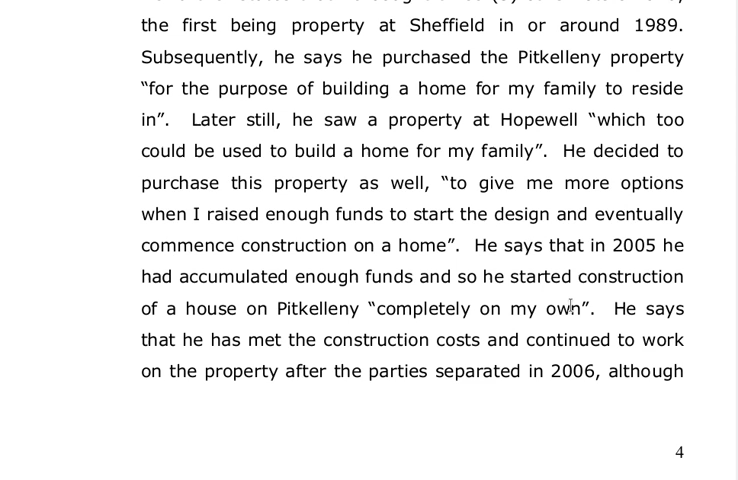 the first being property at Sheffield in or around 1989.
Subsequently, he says he purchased the Pitkelleny property
“for the purpose of building a home for my family to reside
in”.  Later still, he saw a property at Hopewell “which too
could be used to build a home for my family”.  He decided to
purchase this property as well, “to give me more options
when I raised enough funds to start the design and eventually
commence construction on a home”.  He says that in 2005 he
had accumulated enough funds and so he started construction
of a house on Pitkelleny “completely on my own”.  He says
that he has met the construction costs and continued to work
on the property after the parties separated in 2006, although
4